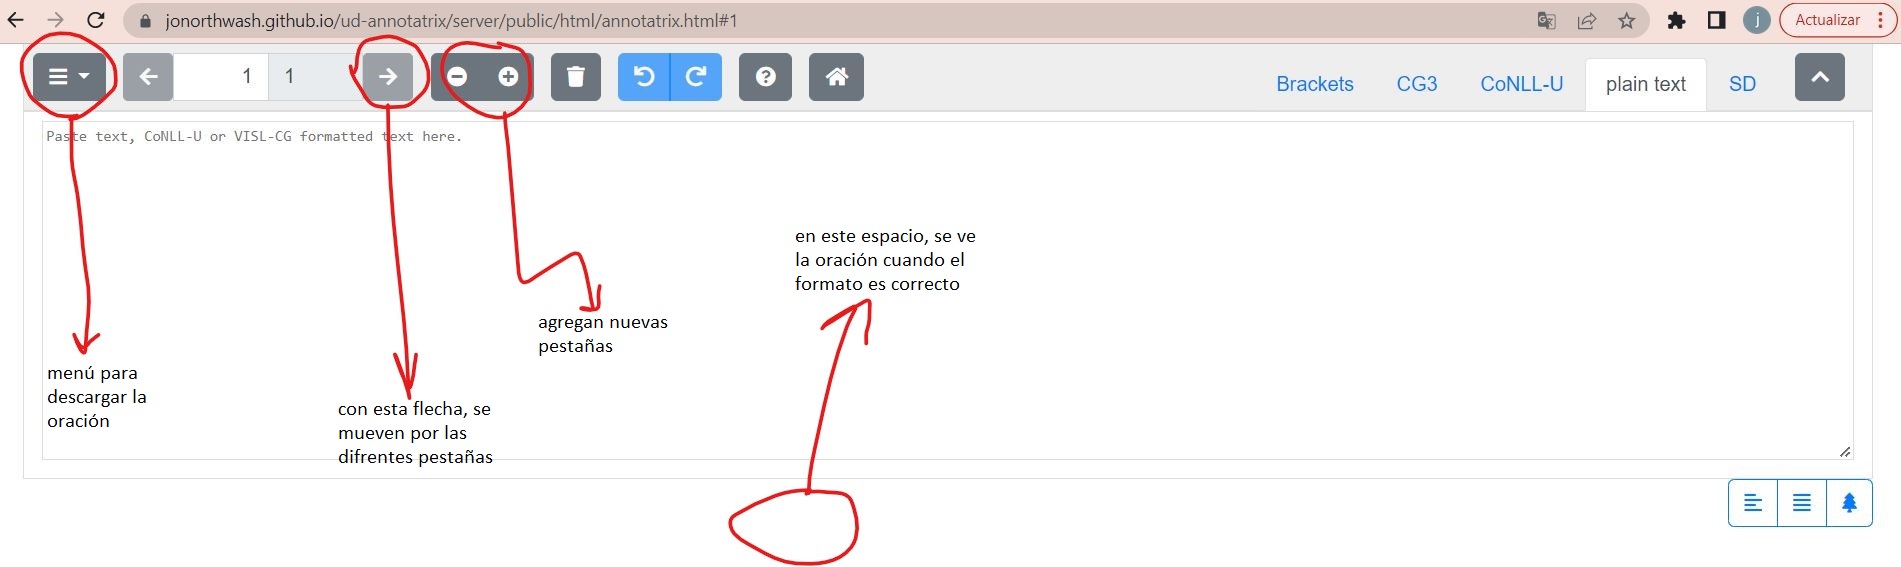 jonorthwash.github.io/ud-annotatrix/server/public/html/annotatrix.html#1
j
Actualizar
1
1
Brackets
CG3
CoNLL-U
plain text
SD
Paste text, CoNLL-U or VISL-CG formatted text here.
en este espacio, se ve
la oración cuando el
formato es correcto
agregan nuevas
pestañas
menú para
descargar la
oración
con esta flecha, se
mueven por las
difrentes pestañas